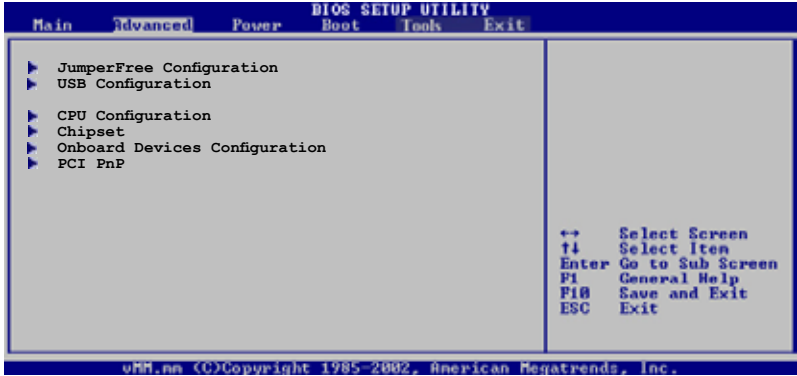 BIOS SETUP UTILITY
Main Advanced Power Boot Tools Exit
JumperFree Configuration
USB Configuration
CPU Configuration
Chipset
Onboard Devices Configuration
PCI PnP
←→ Select Screen
↑↓ Select Item
Enter Go to Sub Screen
F1 General Help
F10 Save and Exit
ESC Exit
vMM.mm (C)Copyright 1985-2002, American Megatrends, Inc.